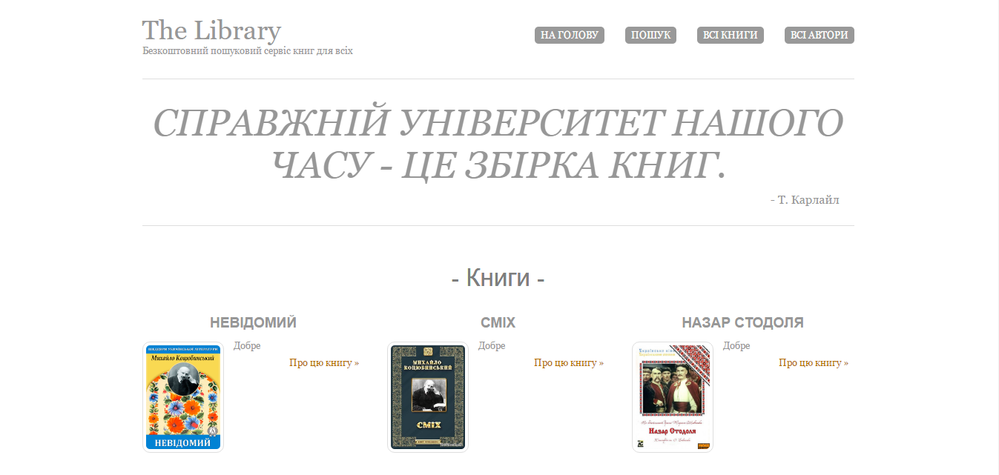 The Library
Безкоштовний пошуковий сервіс книг для всіх
НА ГОЛОВУ ПОШУК ВСІ КНИГИ ВСІ АВТОРИ
СПРАВЖНІЙ УНІВЕРСИТЕТ НАШОГО
ЧАСУ - ЦЕ ЗБІРКА КНИГ.
- Т. Карлайл
- Книги -
НЕВІДОМИЙ
Добре
Про цю книгу »
ШЕДЕВРИ УКРАЇНСЬКОЇ ЛІТЕРАТУРИ
Михайло Коцюбинський
НЕВІДОМИЙ
СМІХ
Добре
Про цю книгу »
МИХАЙЛО
КОЦЮБИНСЬКИЙ
СМІХ
НАЗАР СТОДОЛЯ
Добре
Про цю книгу »
Назар Стодоля